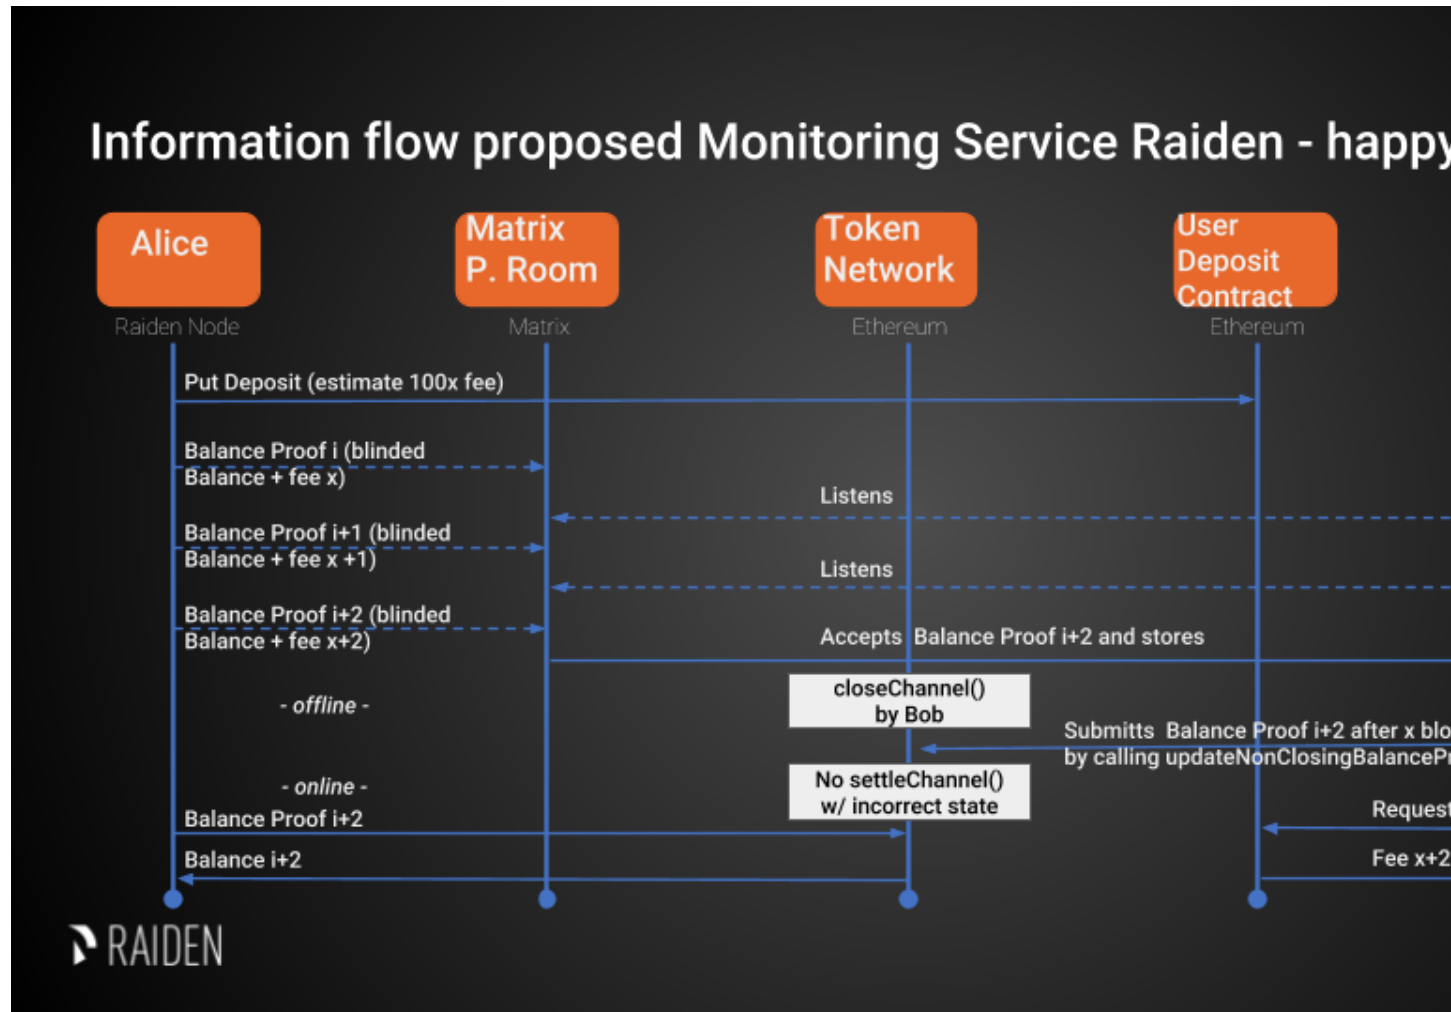 Information flow proposed Monitoring Service Raiden - happy
Alice
Matrix
P. Room
Token
Network
User
Deposit
Contract
Raiden Node
Matrix
Ethereum
Ethereum
Put Deposit (estimate 100x fee)
Balance Proof i (blinded
Balance + fee x)
Listens
Balance Proof i+1 (blinded
Balance + fee x +1)
Listens
Balance Proof i+2 (blinded
Balance + fee x+2)
Accepts Balance Proof i+2 and stores
closeChannel()
by Bob
- offline -
Submitts Balance Proof i+2 after x blo
by calling updateNonClosingBalancePr
No settleChannel()
w/ incorrect state
- online -
Balance Proof i+2
Request
Balance i+2
Fee x+2
RAIDEN